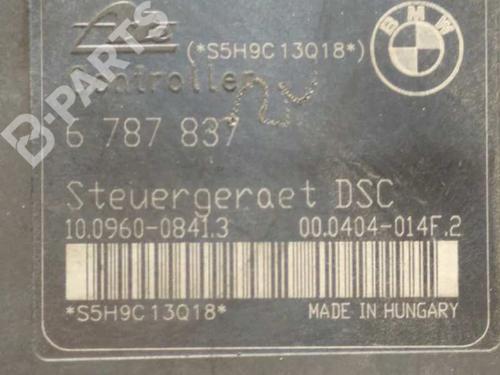 (*S5H9C13Q18*)
BMW
Controller
6 787 837
B-PARTS
Steuergeraet DSC
10.0960-0841.3 00.0404-014F.2
*S5H9C13Q18* MADE IN HUNGARY